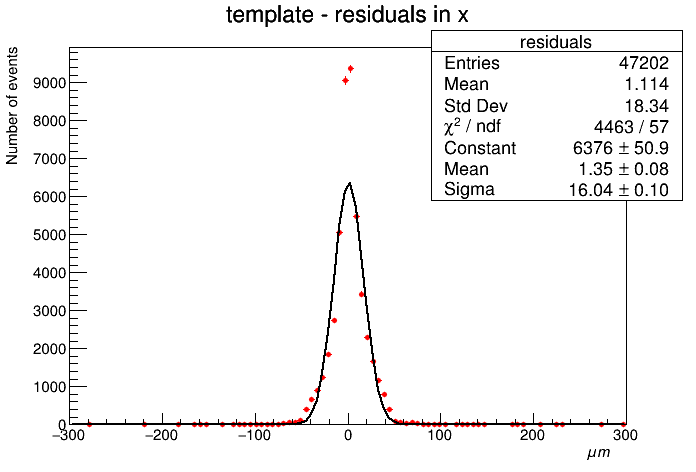 template - residuals in x
residuals
Entries 47202
Mean 1.114
Std Dev 18.34
χ² / ndf 4463 / 57
Constant 6376 ± 50.9
Mean 1.35 ± 0.08
Sigma 16.04 ± 0.10
Number of events
9000
8000
7000
6000
5000
4000
3000
2000
1000
0
−300 −200 −100 0 100 200 300
μm